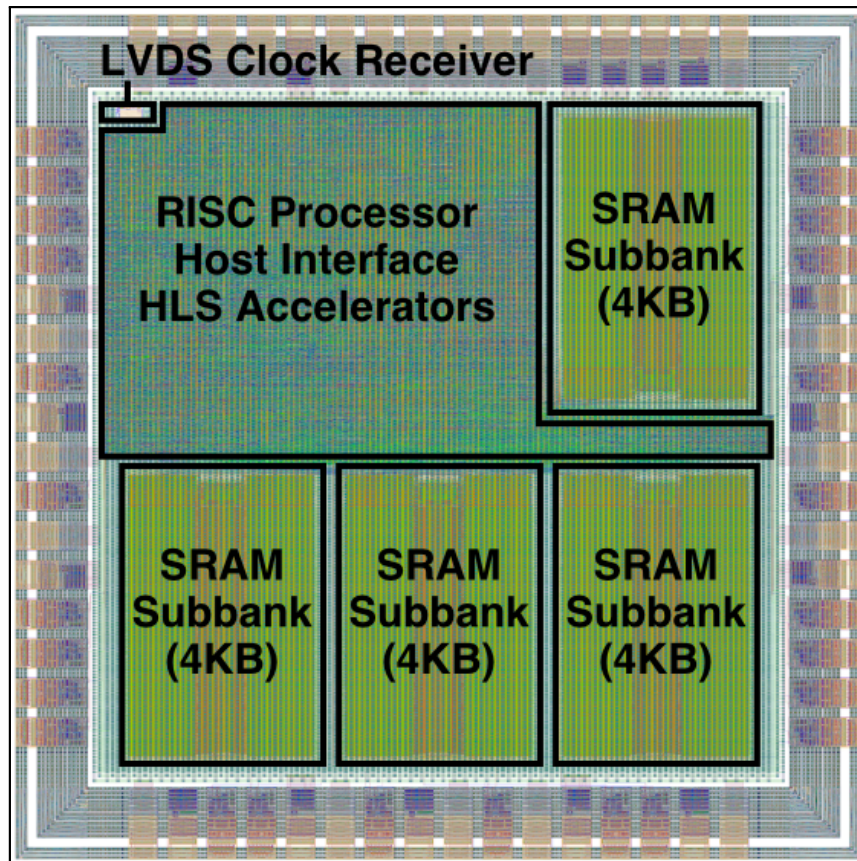 LVDS Clock Receiver
RISC Processor
Host Interface
HLS Accelerators
SRAM
Subbank
(4KB)
SRAM
Subbank
(4KB)
SRAM
Subbank
(4KB)
SRAM
Subbank
(4KB)